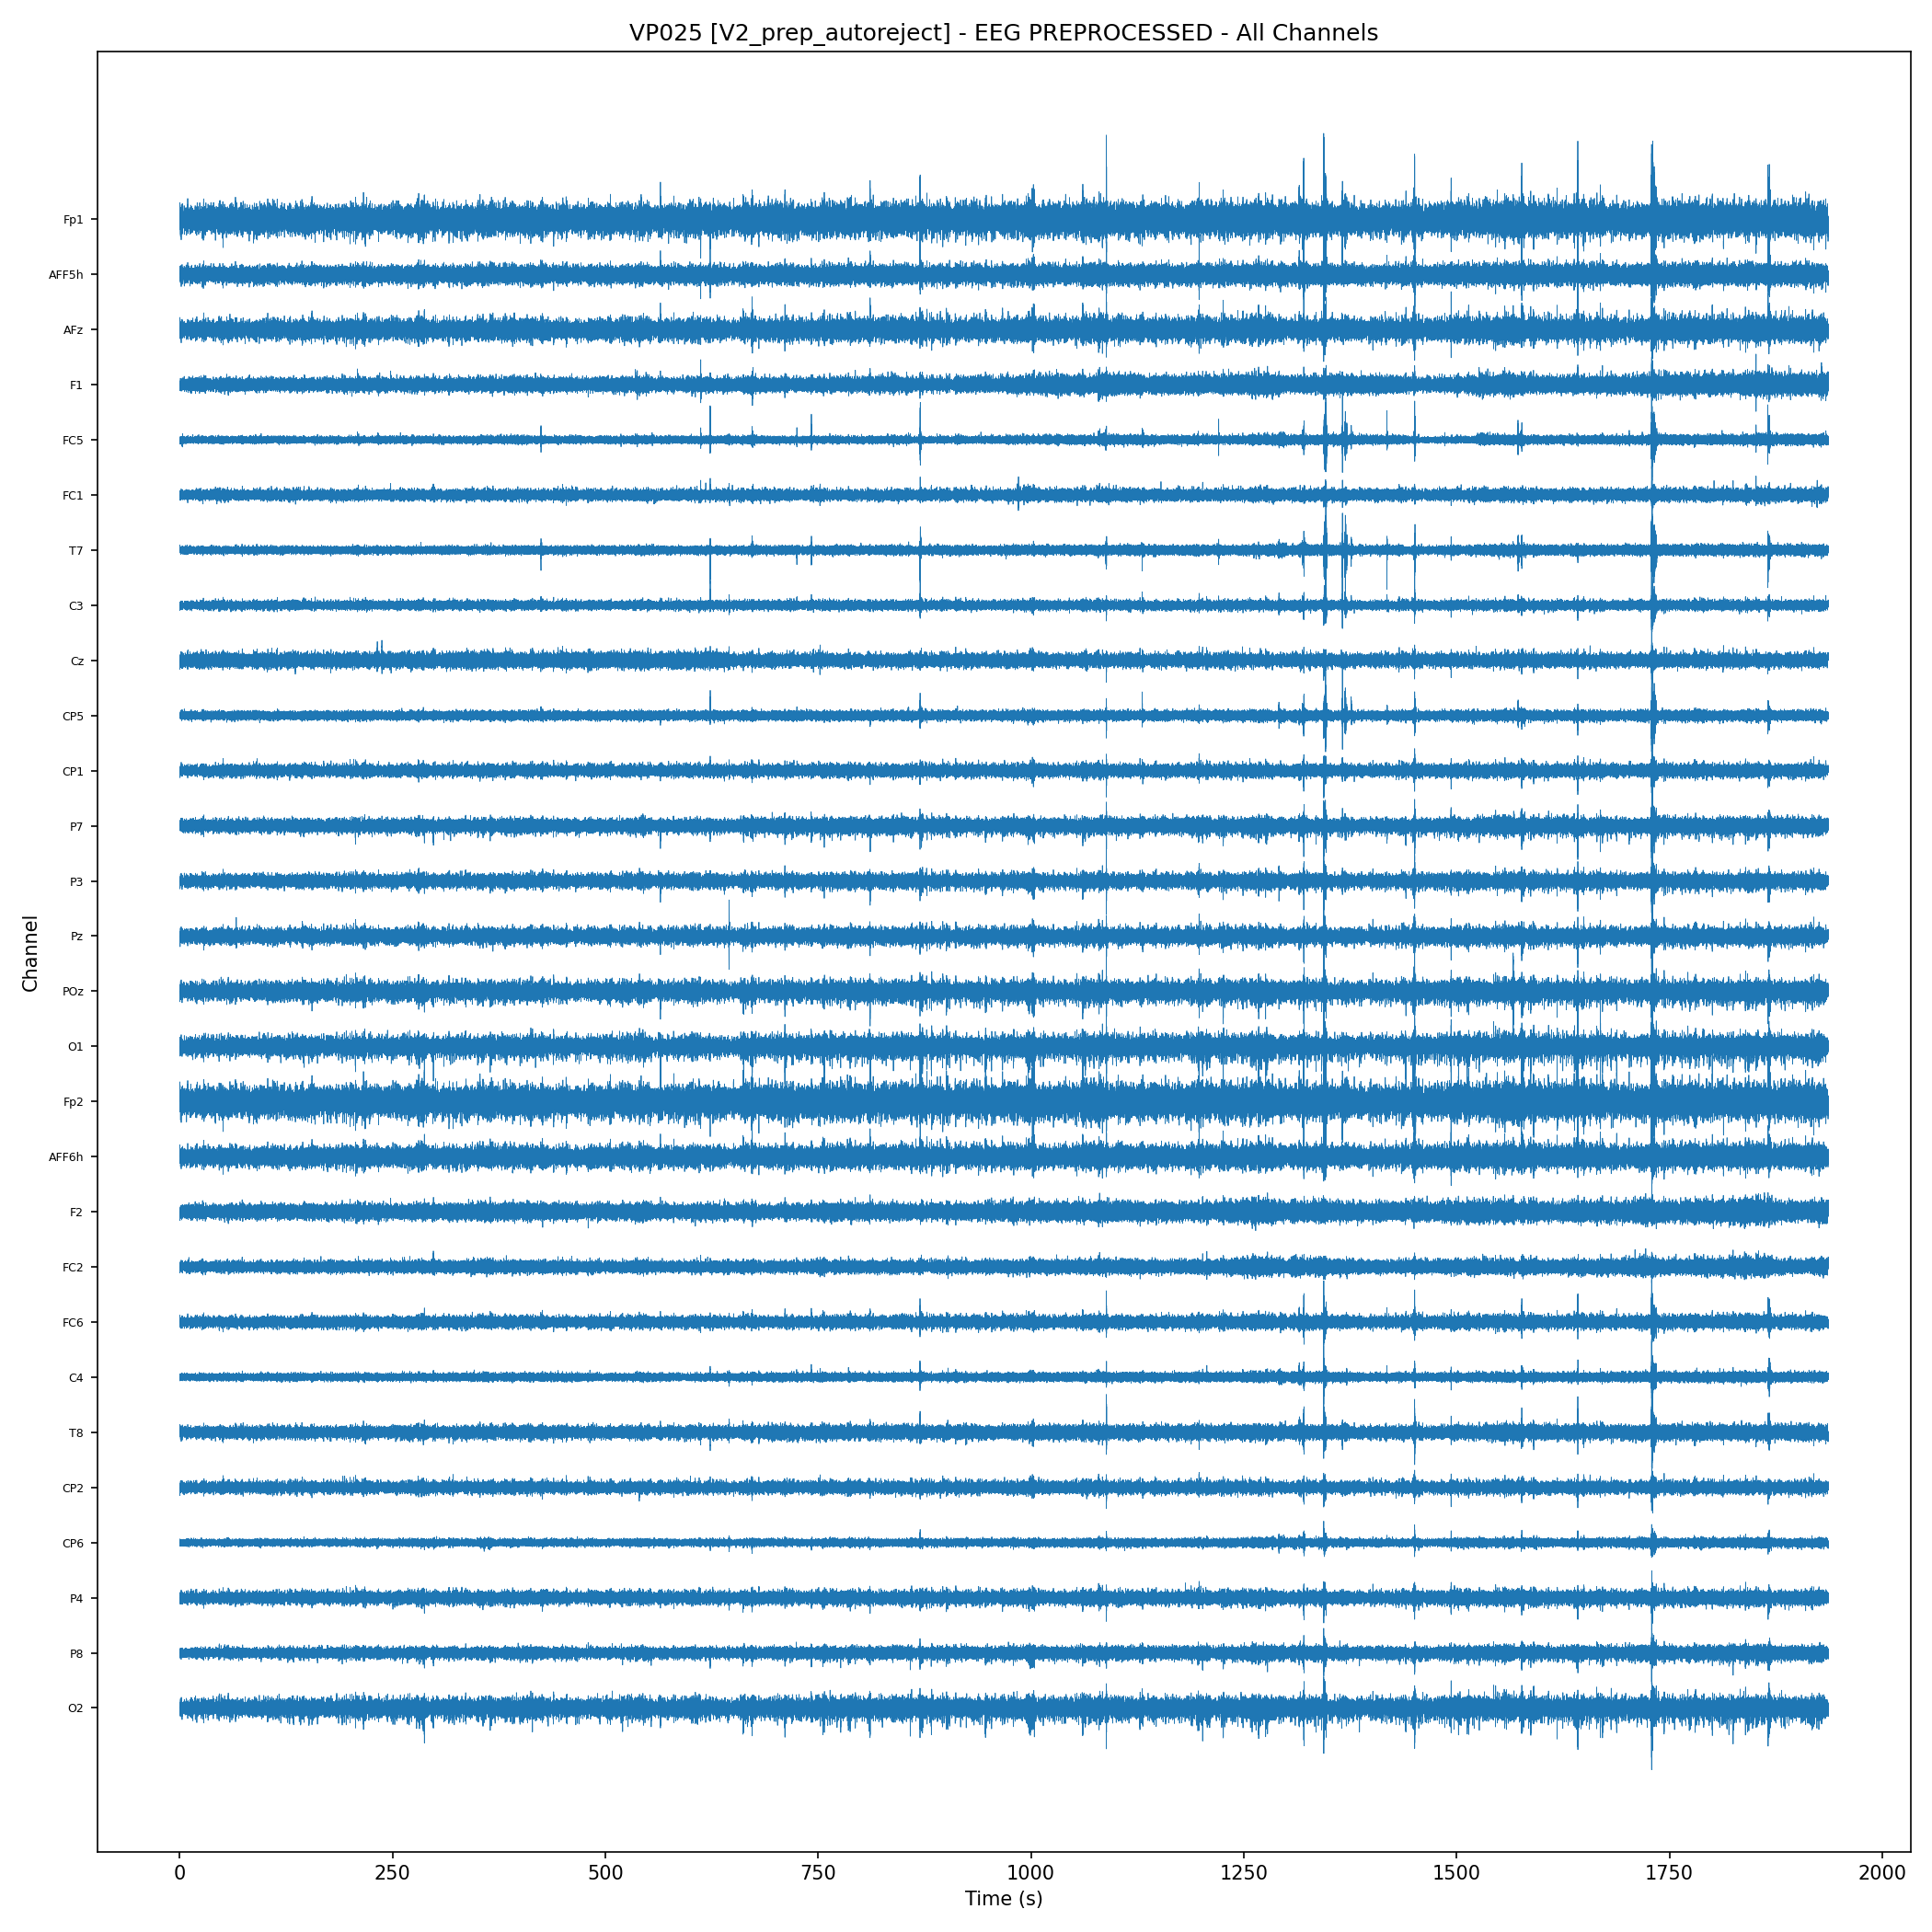 VP025 [V2_prep_autoreject] - EEG PREPROCESSED - All Channels
Channel
Fp1
AFF5h
AFz
F1
FC5
FC1
T7
C3
Cz
CP5
CP1
P7
P3
Pz
POz
O1
Fp2
AFF6h
F2
FC2
FC6
C4
T8
CP2
CP6
P4
P8
O2
0 250 500 750 1000 1250 1500 1750 2000
Time (s)